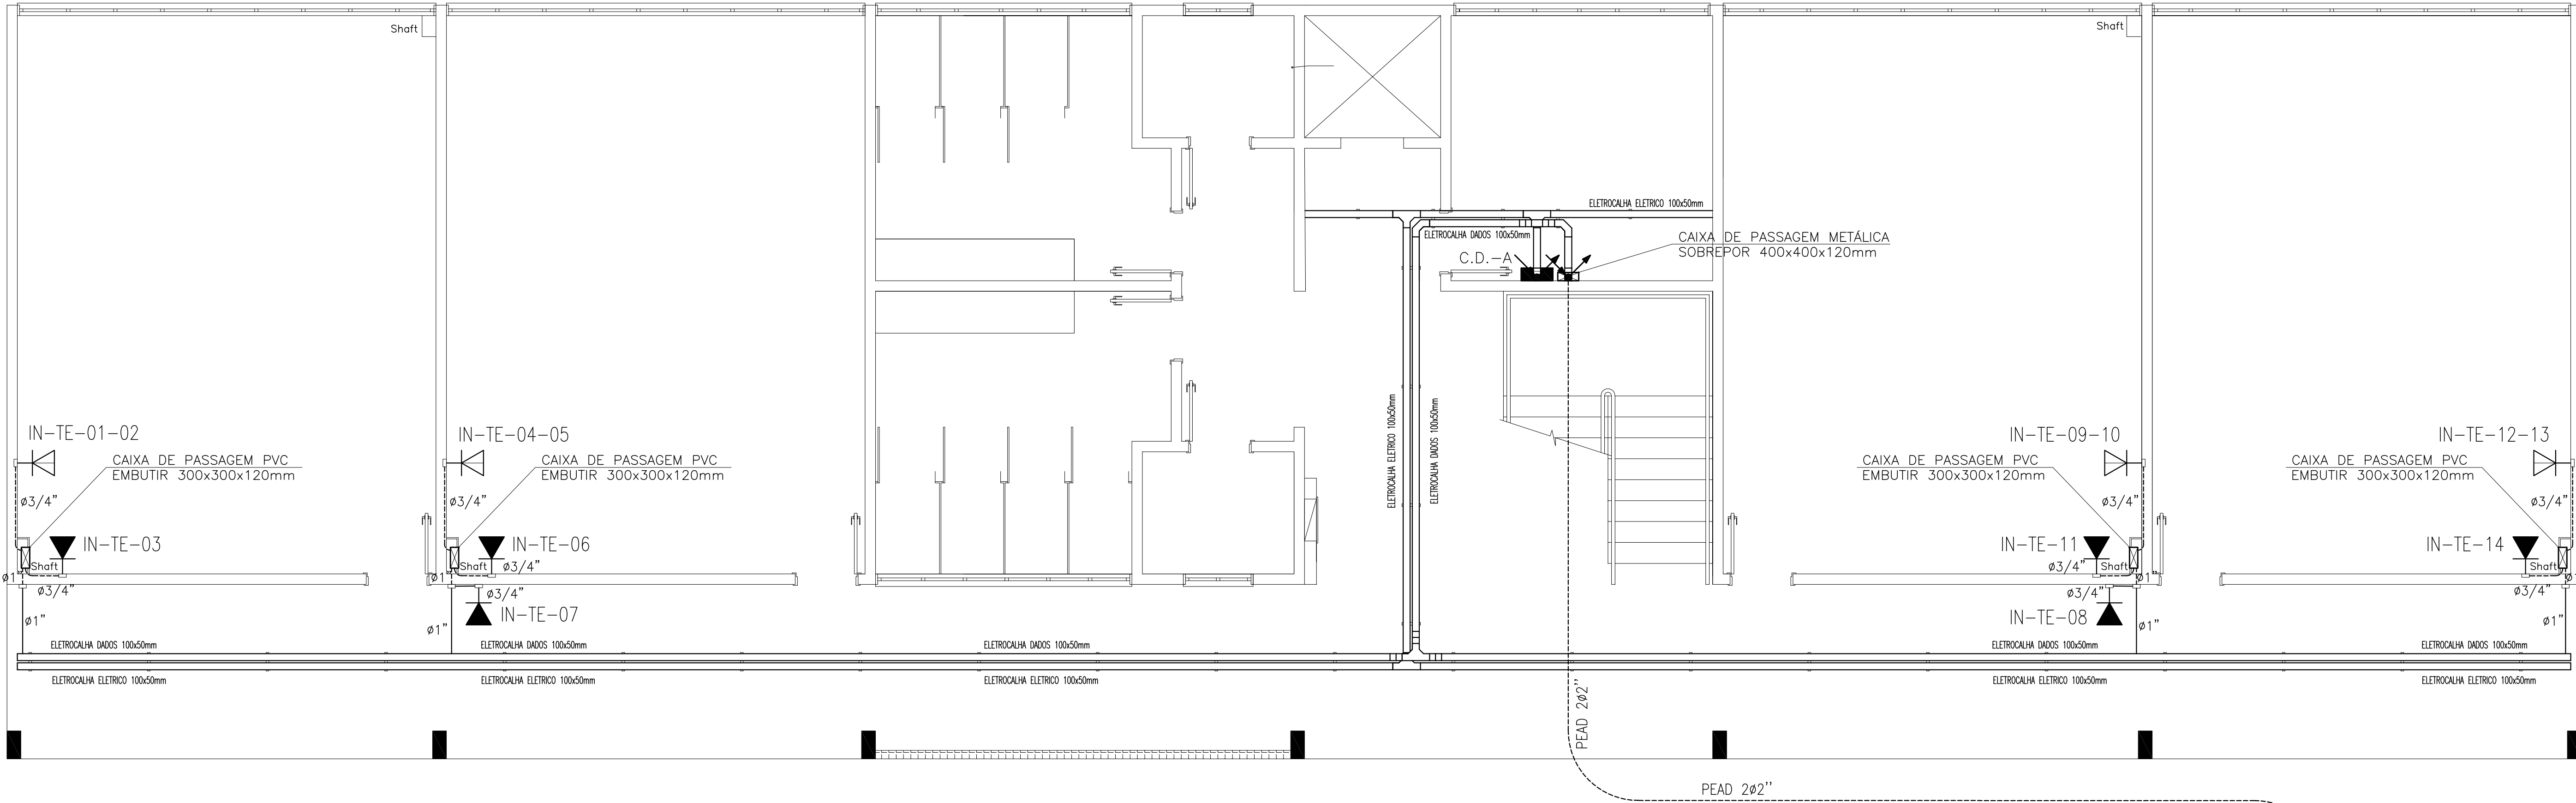 Shaft
Shaft
ELETROCALHA ELETRICO 100x50mm
ELETROCALHA DADOS 100x50mm
CAIXA DE PASSAGEM METÁLICA
SOBREPOR 400x400x120mm
C.D.-A
ELETROCALHA ELETRICO 100x50mm
ELETROCALHA DADOS 100x50mm
IN-TE-01-02
CAIXA DE PASSAGEM PVC
EMBUTIR 300x300x120mm
ø3/4"
IN-TE-03
Shaft
ø1"
ø3/4"
ø1"
IN-TE-04-05
CAIXA DE PASSAGEM PVC
EMBUTIR 300x300x120mm
ø3/4"
IN-TE-06
Shaft
ø3/4"
ø1"
ø3/4"
IN-TE-07
ø1"
IN-TE-09-10
CAIXA DE PASSAGEM PVC
EMBUTIR 300x300x120mm
ø3/4"
IN-TE-11
ø3/4"
Shaft
ø1"
ø3/4"
IN-TE-08
ø1"
IN-TE-12-13
CAIXA DE PASSAGEM PVC
EMBUTIR 300x300x120mm
ø3/4"
IN-TE-14
Shaft
ø3/4"
ø1"
ELETROCALHA DADOS 100x50mm
ELETROCALHA DADOS 100x50mm
ELETROCALHA DADOS 100x50mm
ELETROCALHA DADOS 100x50mm
ELETROCALHA DADOS 100x50mm
ELETROCALHA ELETRICO 100x50mm
ELETROCALHA ELETRICO 100x50mm
ELETROCALHA ELETRICO 100x50mm
ELETROCALHA ELETRICO 100x50mm
ELETROCALHA ELETRICO 100x50mm
PEAD 2ø2''
PEAD 2ø2''